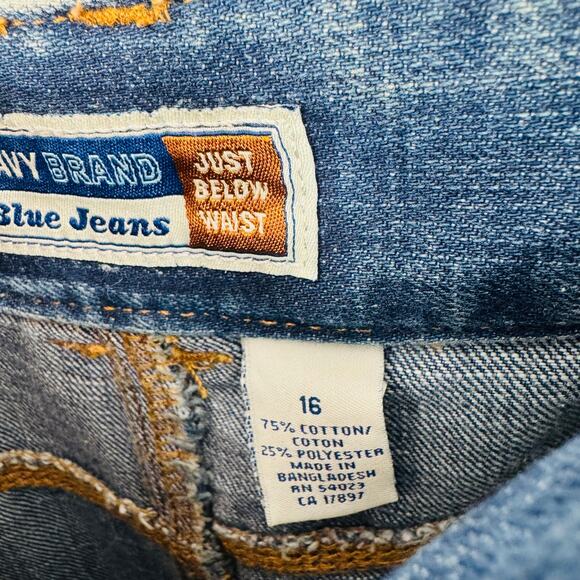 AVY BRAND
Blue Jeans
JUST
BELOW
WAIST
16
75% COTTON/
COTON
25% POLYESTER
MADE IN
BANGLADESH
RN 54023
CA 17897